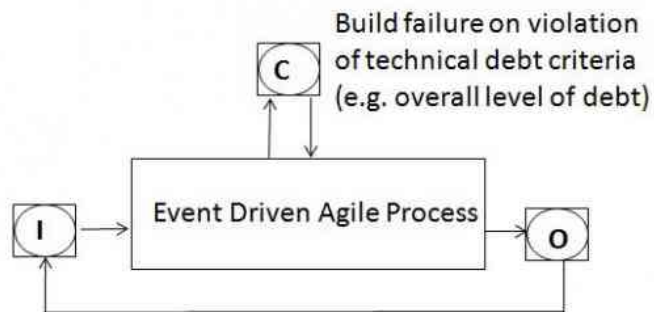 Build failure on violation
of technical debt criteria
(e.g. overall level of debt)
C
Event Driven Agile Process
I
O